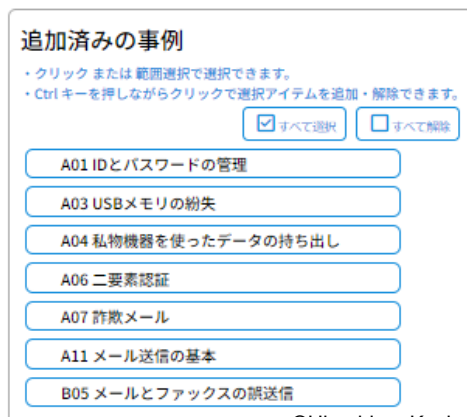 追加済みの事例
・クリック または 範囲選択で選択できます。
・Ctrl キーを押しながらクリックで選択アイテムを追加・解除できます。
すべて選択 すべて解除
A01 IDとパスワードの管理
A03 USBメモリの紛失
A04 私物機器を使ったデータの持ち出し
A06 二要素認証
A07 詐欺メール
A11 メール送信の基本
B05 メールとファックスの誤送信